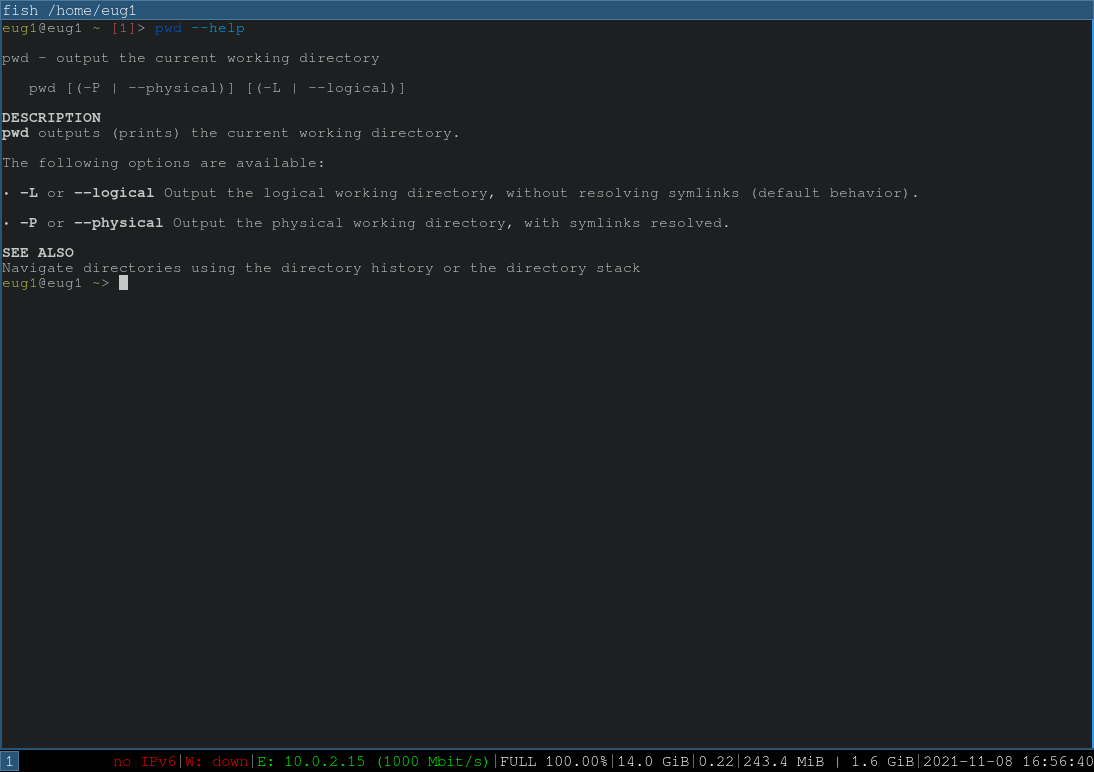 fish /home/eug1
eug1@eug1 ~ [1]> pwd --help
pwd - output the current working directory
pwd [(-P | --physical)] [(-L | --logical)]
DESCRIPTION
pwd outputs (prints) the current working directory.
The following options are available:
· -L or --logical Output the logical working directory, without resolving symlinks (default behavior).
· -P or --physical Output the physical working directory, with symlinks resolved.
SEE ALSO
Navigate directories using the directory history or the directory stack
eug1@eug1 ~>
1 no IPv6|W: down|E: 10.0.2.15 (1000 Mbit/s)|FULL 100.00%|14.0 GiB|0.22|243.4 MiB | 1.6 GiB|2021-11-08 16:56:40